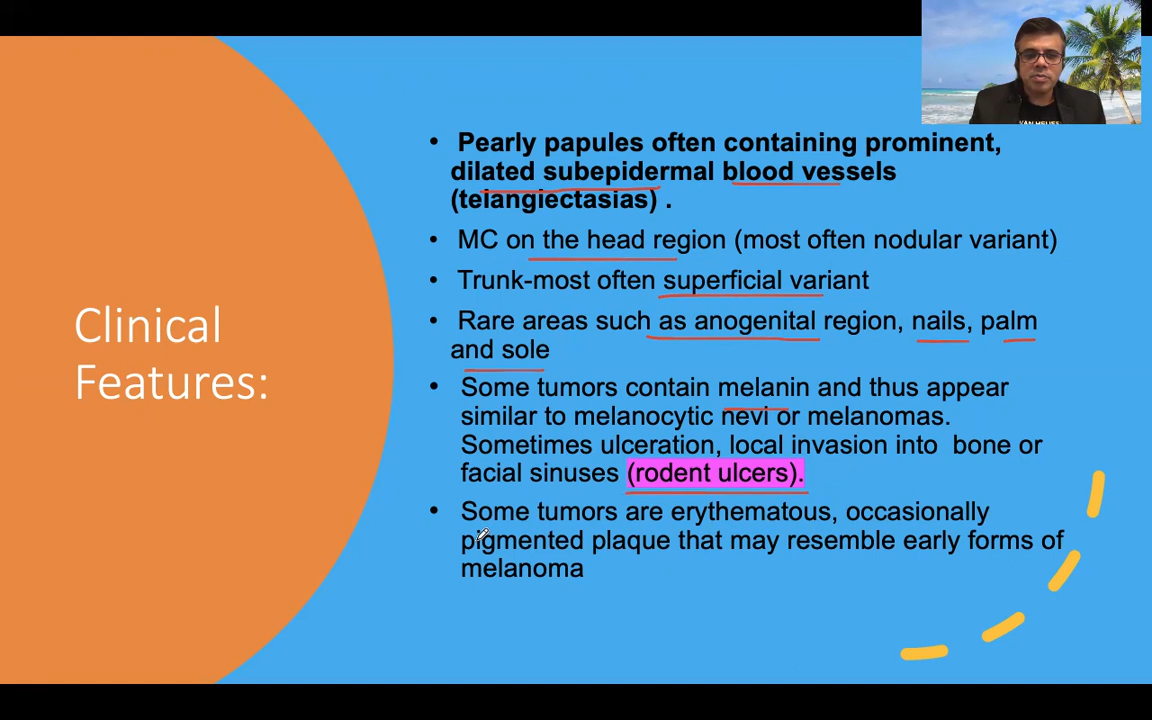 Pearly papules often containing prominent,
dilated subepidermal blood vessels
(telangiectasias) .
MC on the head region (most often nodular variant)
Trunk-most often superficial variant
Rare areas such as anogenital region, nails, palm
and sole
Some tumors contain melanin and thus appear
similar to melanocytic nevi or melanomas.
Sometimes ulceration, local invasion into bone or
facial sinuses (rodent ulcers).
Some tumors are erythematous, occasionally
pigmented plaque that may resemble early forms of
melanoma
Clinical
Features: